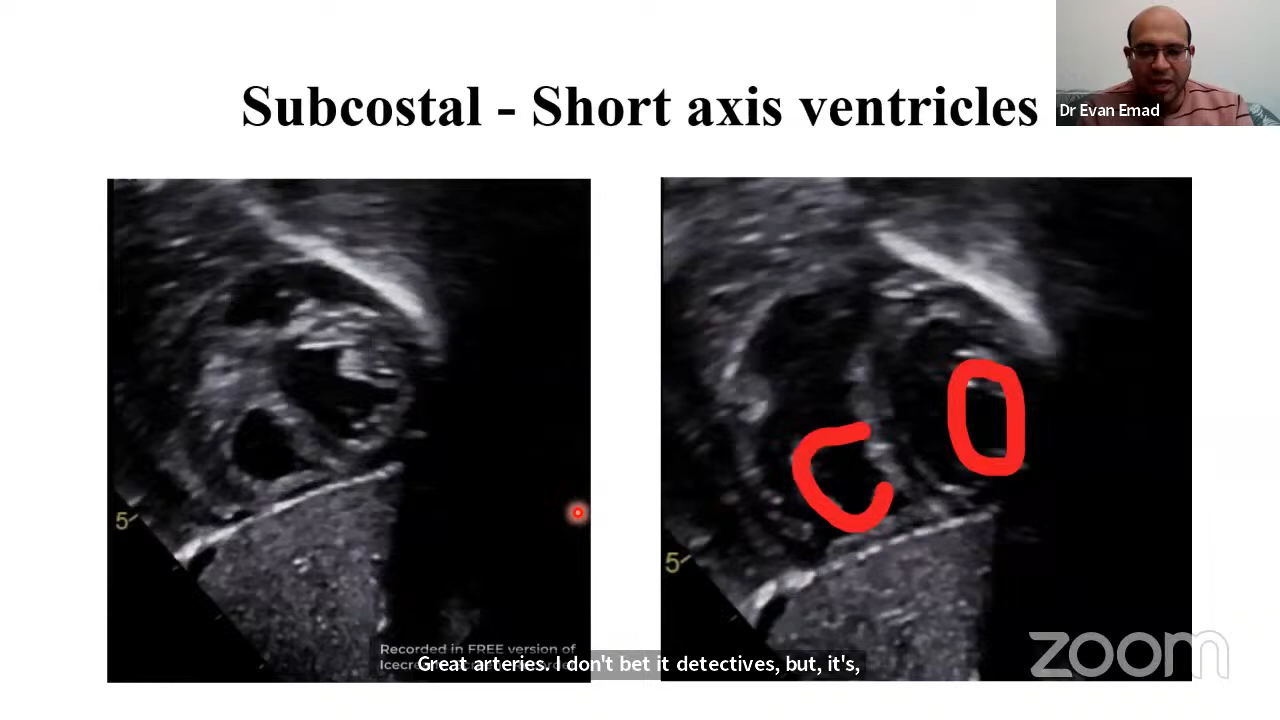 Subcostal - Short axis ventricles
Dr Evan Emad
5
5
Recorded in FREE version of
Great arteries. I don't bet it detectives, but, it's,
zoom